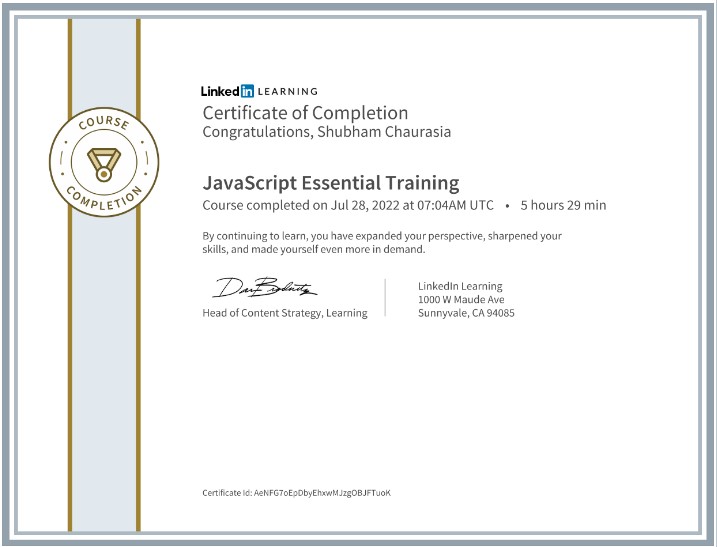 COURSE
COMPLETION
Linked in LEARNING
Certificate of Completion
Congratulations, Shubham Chaurasia
JavaScript Essential Training
Course completed on Jul 28, 2022 at 07:04AM UTC • 5 hours 29 min
By continuing to learn, you have expanded your perspective, sharpened your
skills, and made yourself even more in demand.
Head of Content Strategy, Learning
LinkedIn Learning
1000 W Maude Ave
Sunnyvale, CA 94085
Certificate Id: AeNFG7oEpDbyEhxwMJzgOBJFTuoK